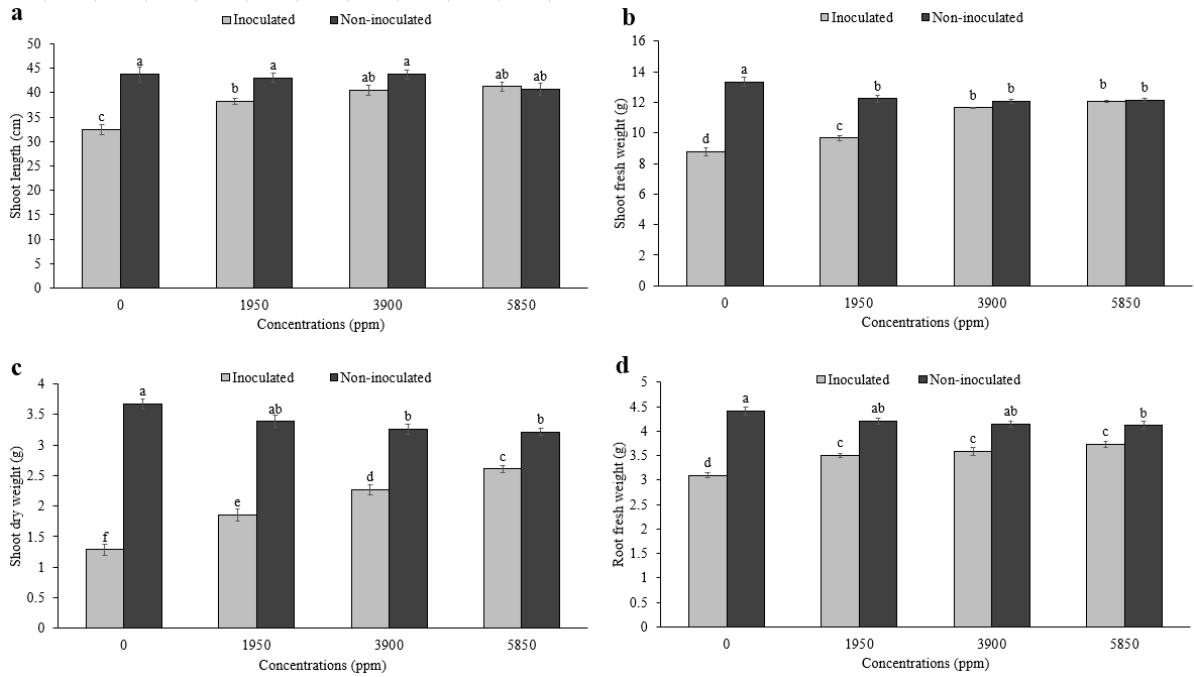 a
Inoculated Non-inoculated
Shoot length (cm)
50
45
40
35
30
25
20
15
10
5
0
c a b a ab a ab ab
0 1950 3900 5850
Concentrations (ppm)
b
Inoculated Non-inoculated
Shoot fresh weight (g)
16
14
12
10
8
6
4
2
0
d a c b b b b b
0 1950 3900 5850
Concentrations (ppm)
c
Inoculated Non-inoculated
Shoot dry weight (g)
4
3.5
3
2.5
2
1.5
1
0.5
0
f a e ab d b c b
0 1950 3900 5850
Concentrations (ppm)
d
Inoculated Non-inoculated
Root fresh weight (g)
5
4.5
4
3.5
3
2.5
2
1.5
1
0.5
0
d a c ab c ab c b
0 1950 3900 5850
Concentrations (ppm)